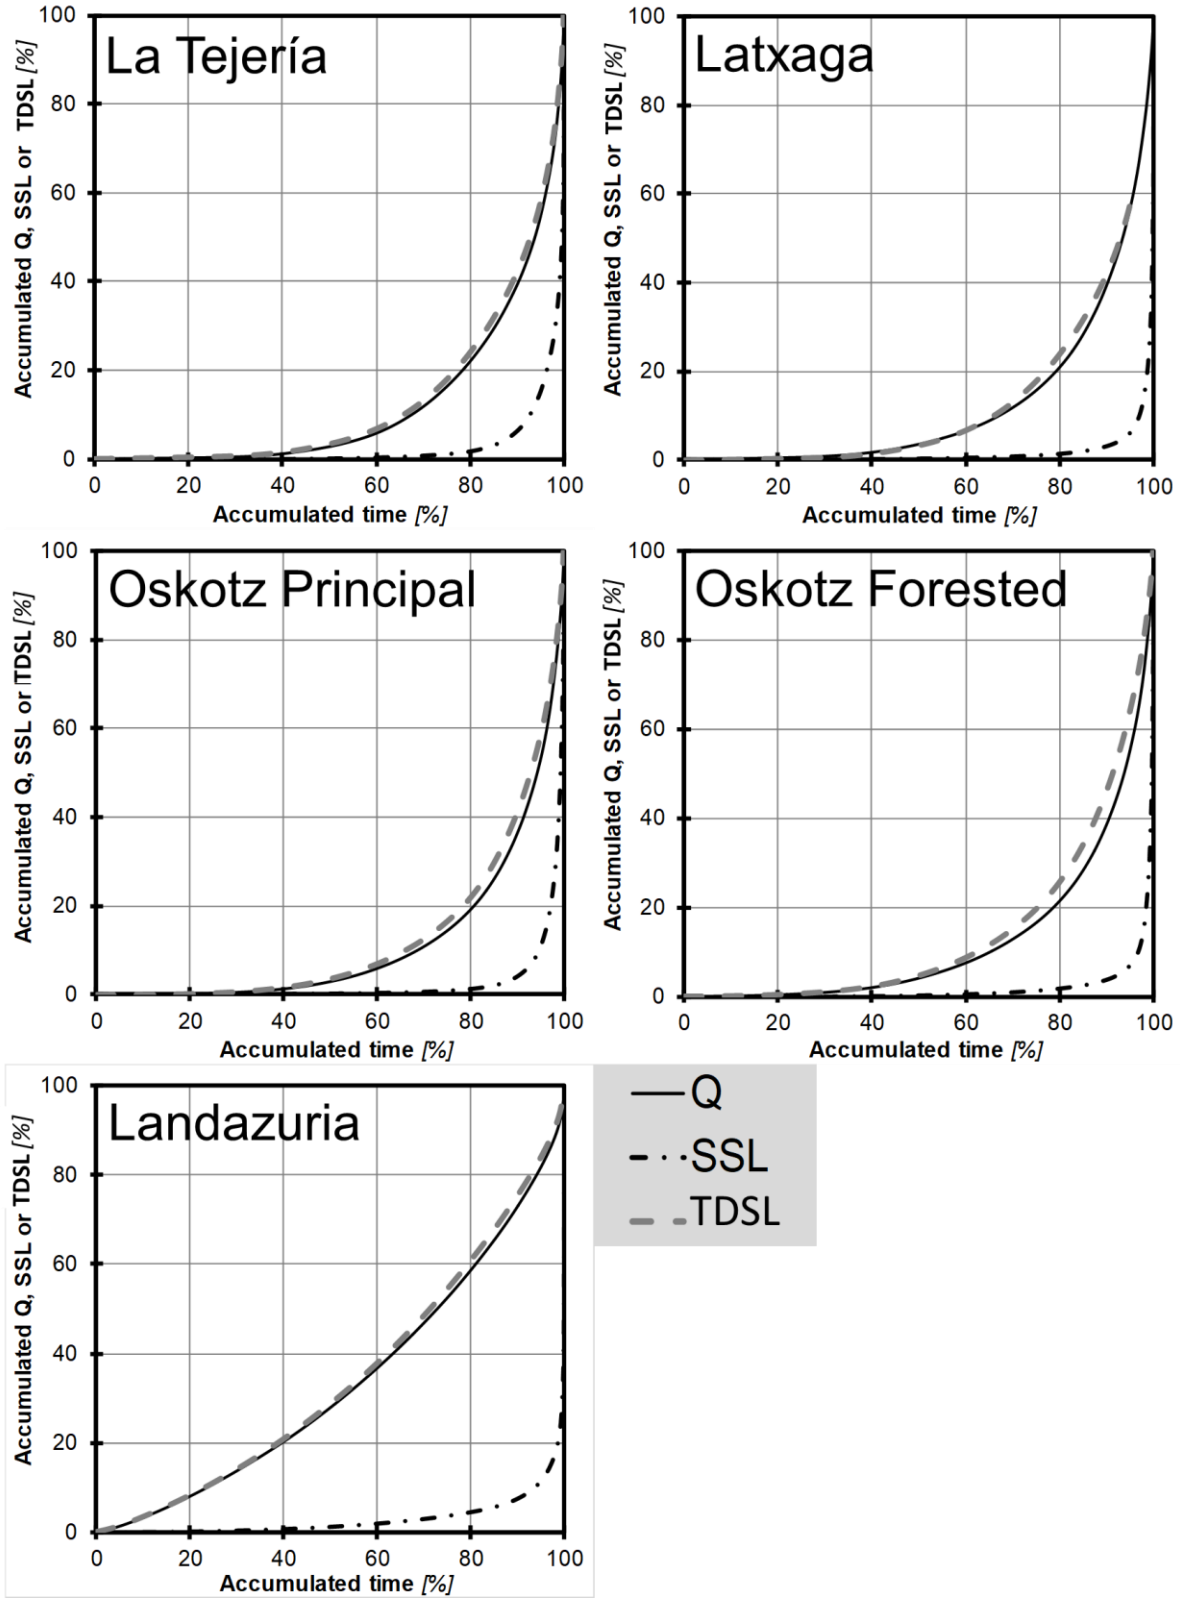 La Tejería
Accumulated Q, SSL or TDSL [%]
100
80
60
40
20
0
0 20 40 60 80 100
Accumulated time [%]
Latxaga
Accumulated Q, SSL or TDSL [%]
100
80
60
40
20
0
0 20 40 60 80 100
Accumulated time [%]
Oskotz Principal
Accumulated Q, SSL or TDSL [%]
100
80
60
40
20
0
0 20 40 60 80 100
Accumulated time [%]
Oskotz Forested
Accumulated Q, SSL or TDSL [%]
100
80
60
40
20
0
0 20 40 60 80 100
Accumulated time [%]
Landazuria
Accumulated Q, SSL or TDSL [%]
100
80
60
40
20
0
0 20 40 60 80 100
Accumulated time [%]
Q
SSL
TDSL